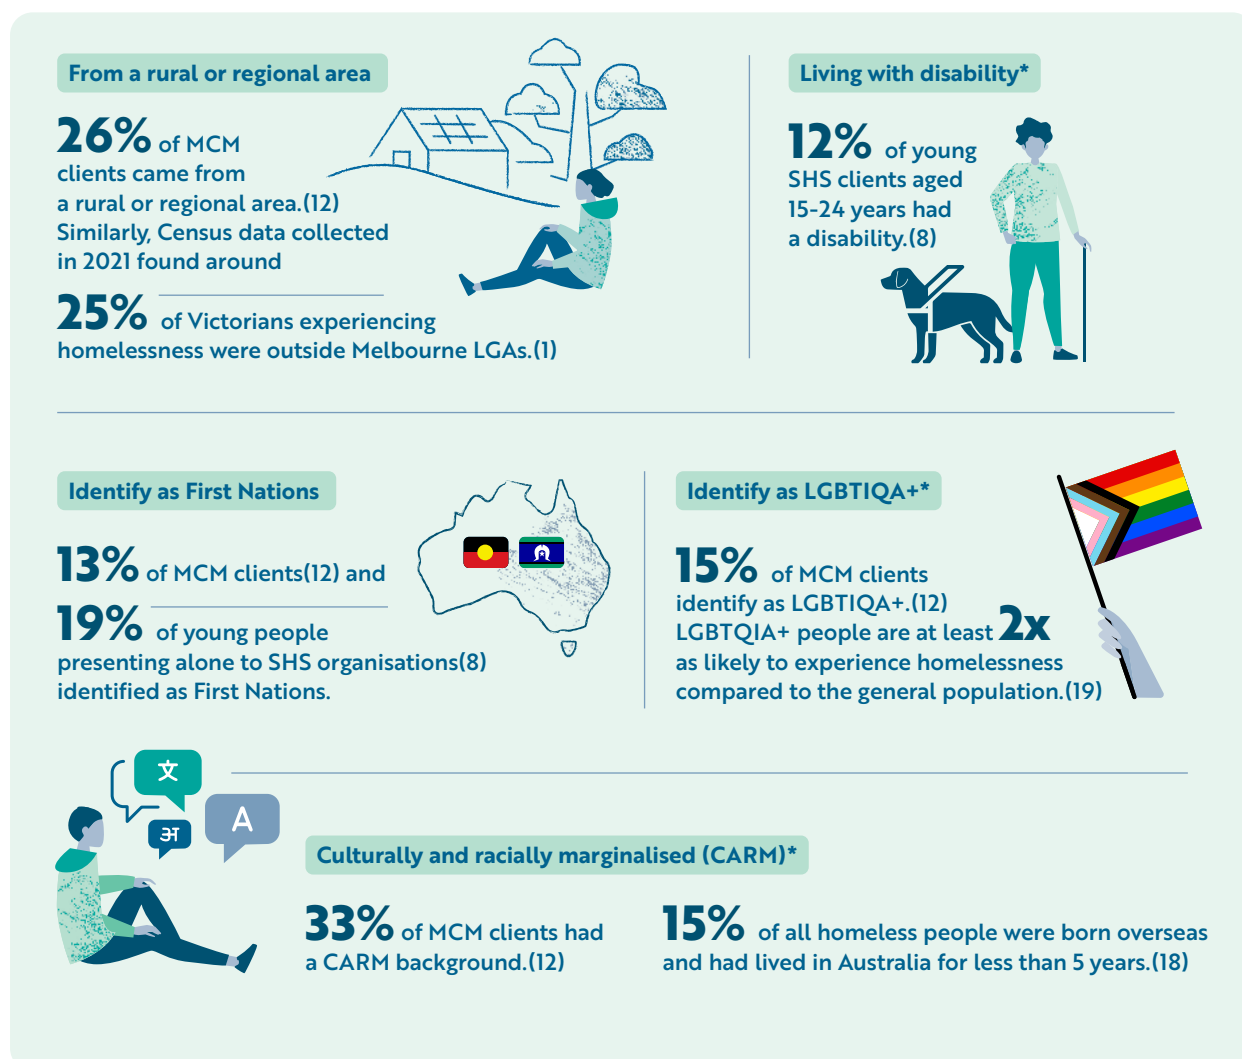 From a rural or regional area
26% of MCM
clients came from
a rural or regional area.(12)
Similarly, Census data collected
in 2021 found around
25% of Victorians experiencing
homelessness were outside Melbourne LGAs.(1)
Living with disability*
12% of young
SHS clients aged
15-24 years had
a disability.(8)
Identify as First Nations
13% of MCM clients(12) and
19% of young people
presenting alone to SHS organisations(8)
identified as First Nations.
Identify as LGBTIQA+*
15% of MCM clients
identify as LGBTIQA+.(12)
LGBTQIA+ people are at least 2x
as likely to experience homelessness
compared to the general population.(19)
文
अ
A
Culturally and racially marginalised (CARM)*
33% of MCM clients had
a CARM background.(12)
15% of all homeless people were born overseas
and had lived in Australia for less than 5 years.(18)